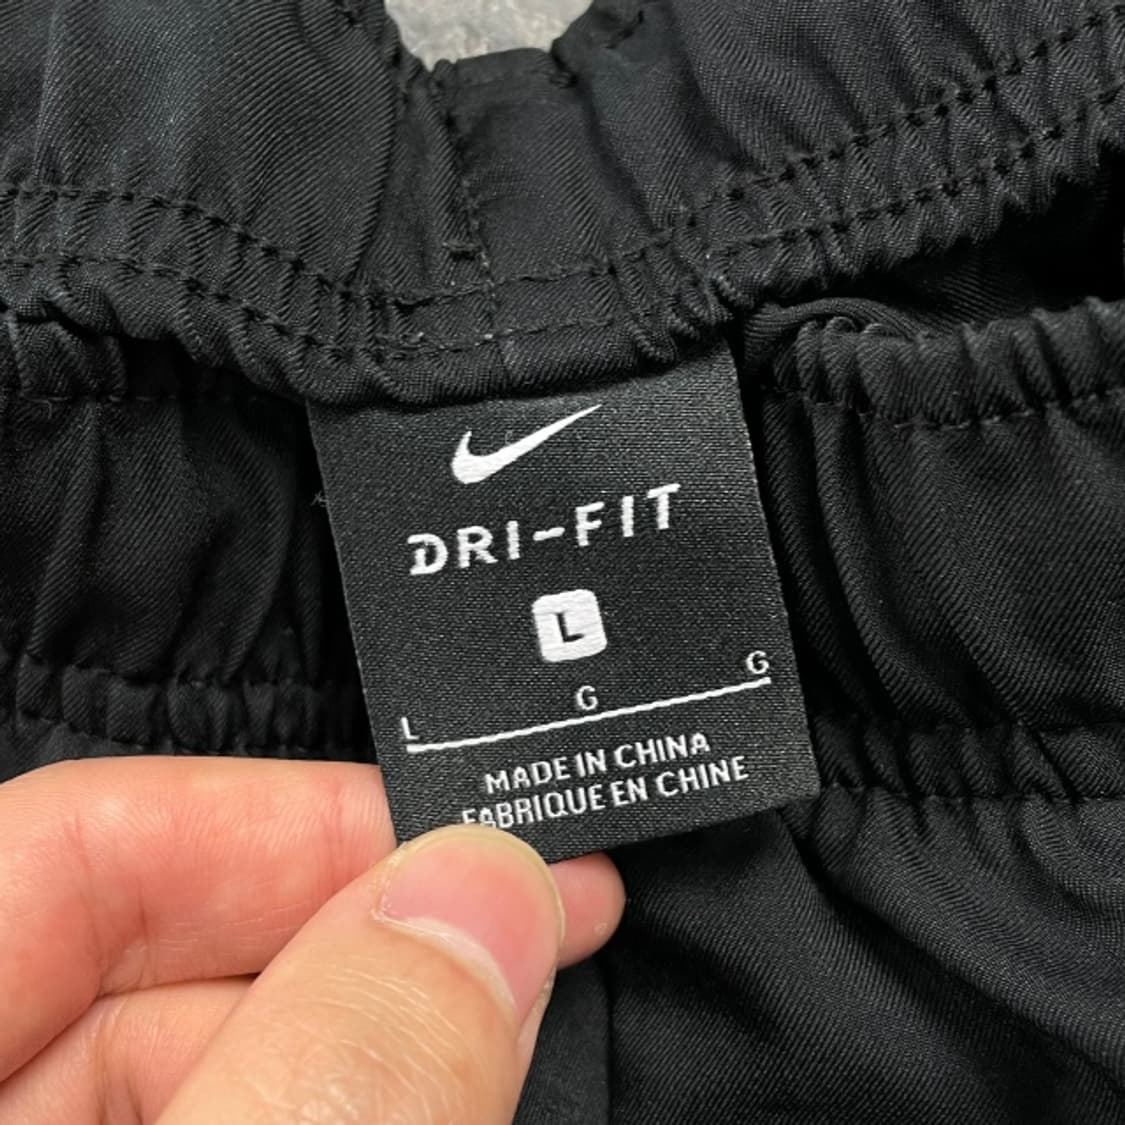 DRI-FIT
L
L G G
MADE IN CHINA
FABRIQUE EN CHINE